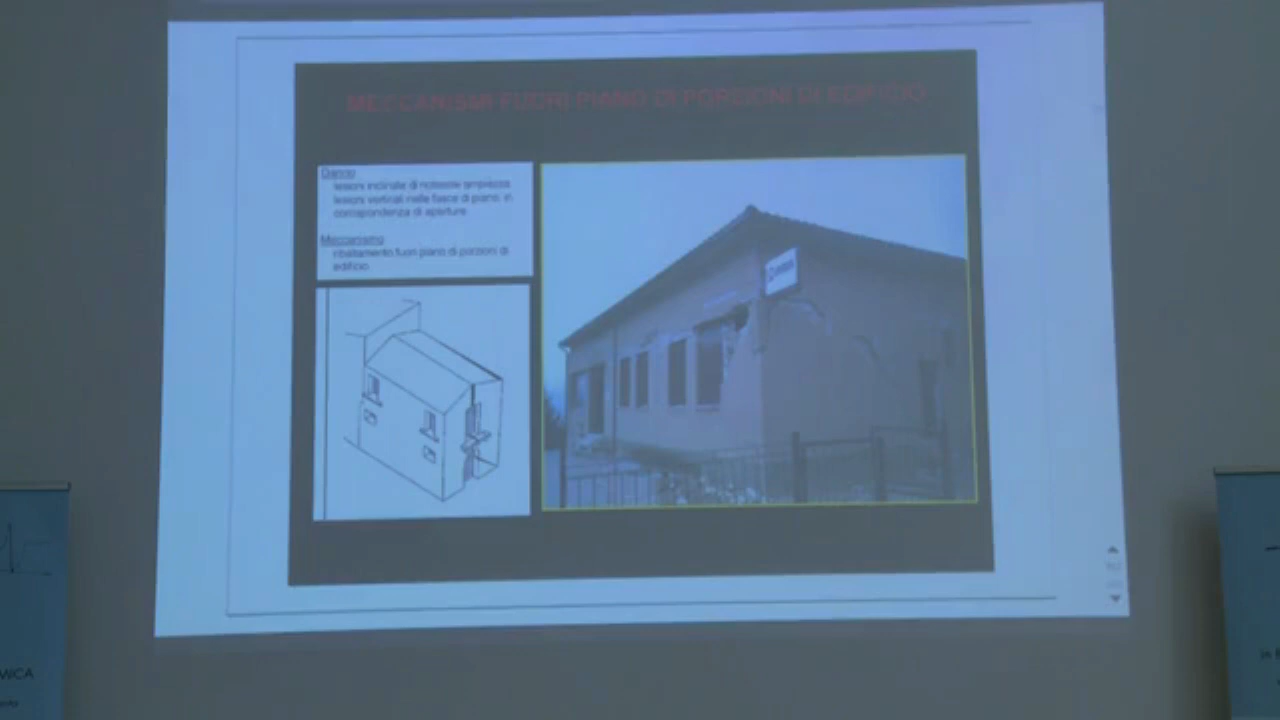 MECCANISMI FUORI PIANO DI PORZIONI DI EDIFICIO
Danno
lesioni inclinate di notevole ampiezza
lesioni verticali nelle fasce di piano, in
corrispondenza di aperture
Meccanismo
ribaltamento fuori piano di porzioni di
edificio